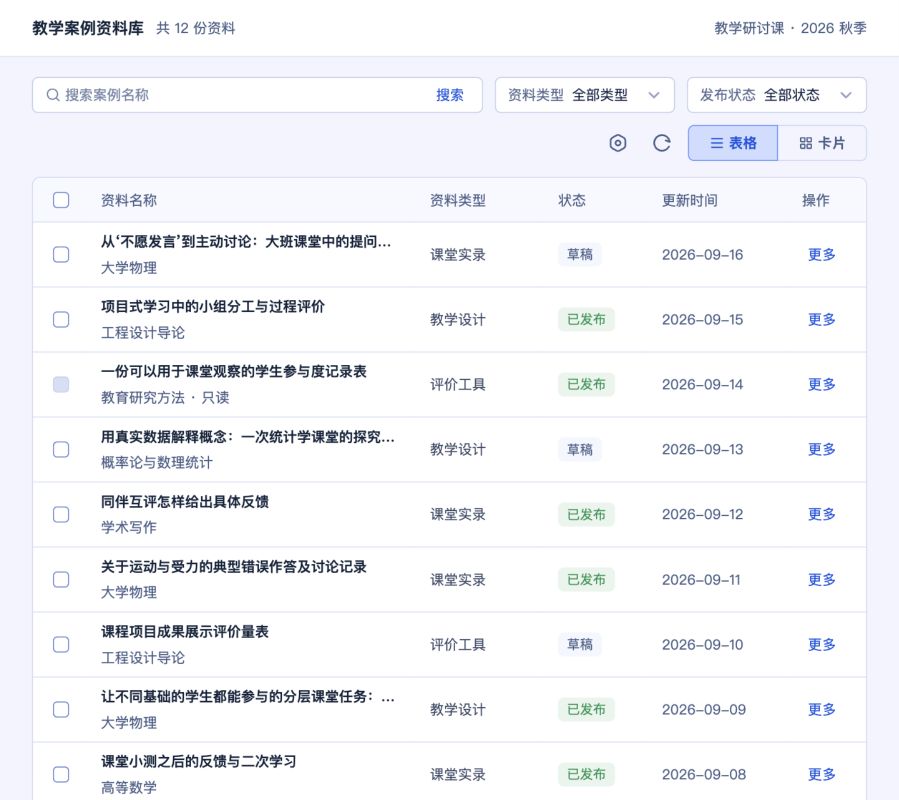 教学案例资料库 共 12 份资料 教学研讨课 · 2026 秋季
搜索案例名称 搜索 资料类型 全部类型 发布状态 全部状态
表格 卡片
资料名称 资料类型 状态 更新时间 操作
从‘不愿发言’到主动讨论：大班课堂中的提问...
大学物理
课堂实录 草稿 2026-09-16 更多
项目式学习中的小组分工与过程评价
工程设计导论
教学设计 已发布 2026-09-15 更多
一份可以用于课堂观察的学生参与度记录表
教育研究方法 · 只读
评价工具 已发布 2026-09-14 更多
用真实数据解释概念：一次统计学课堂的探究...
概率论与数理统计
教学设计 草稿 2026-09-13 更多
同伴互评怎样给出具体反馈
学术写作
课堂实录 已发布 2026-09-12 更多
关于运动与受力的典型错误作答及讨论记录
大学物理
课堂实录 已发布 2026-09-11 更多
课程项目成果展示评价量表
工程设计导论
评价工具 草稿 2026-09-10 更多
让不同基础的学生都能参与的分层课堂任务：...
大学物理
教学设计 已发布 2026-09-09 更多
课堂小测之后的反馈与二次学习
高等数学
课堂实录 已发布 2026-09-08 更多